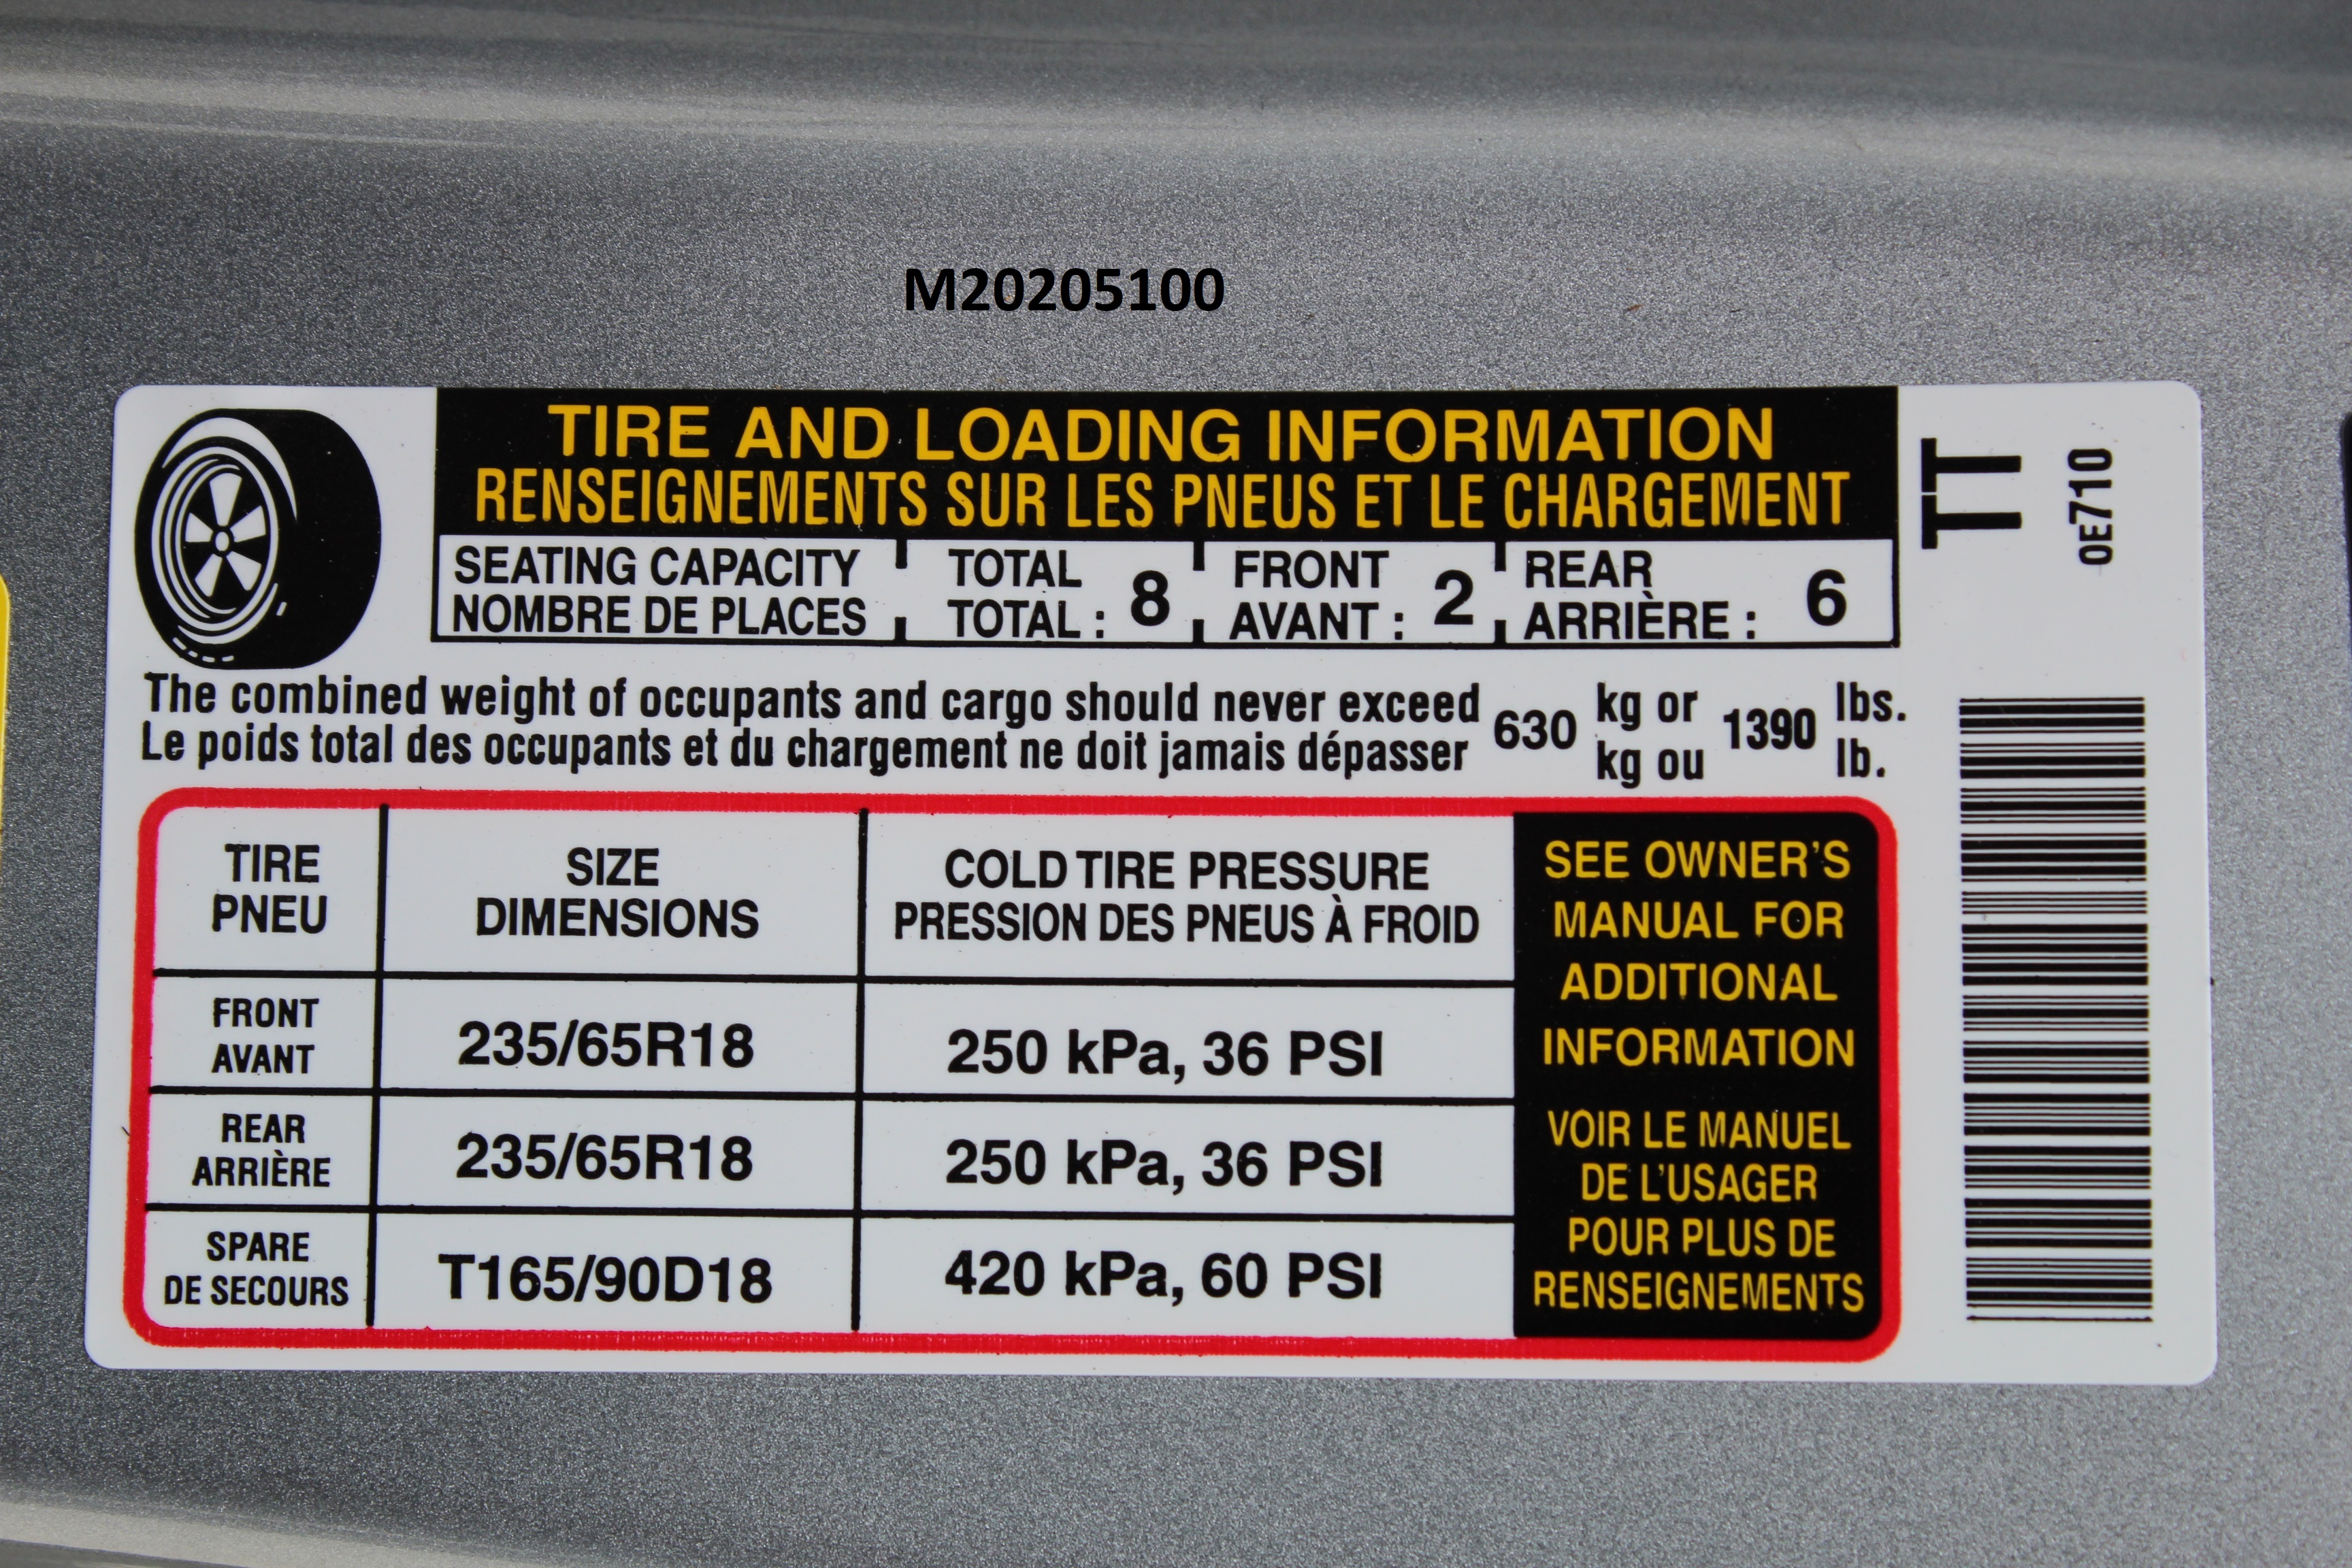 M20205100
TIRE AND LOADING INFORMATION
RENSEIGNEMENTS SUR LES PNEUS ET LE CHARGEMENT
SEATING CAPACITY TOTAL FRONT REAR
NOMBRE DE PLACES TOTAL : 8 AVANT : 2 ARRIÈRE : 6
TT
0E710
The combined weight of occupants and cargo should never exceed 630 kg or 1390 lbs.
Le poids total des occupants et du chargement ne doit jamais dépasser kg ou lb.
TIRE SIZE COLD TIRE PRESSURE
PNEU DIMENSIONS PRESSION DES PNEUS À FROID
FRONT
AVANT 235/65R18 250 kPa, 36 PSI
REAR
ARRIÈRE 235/65R18 250 kPa, 36 PSI
SPARE
DE SECOURS T165/90D18 420 kPa, 60 PSI
SEE OWNER'S
MANUAL FOR
ADDITIONAL
INFORMATION
VOIR LE MANUEL
DE L'USAGER
POUR PLUS DE
RENSEIGNEMENTS